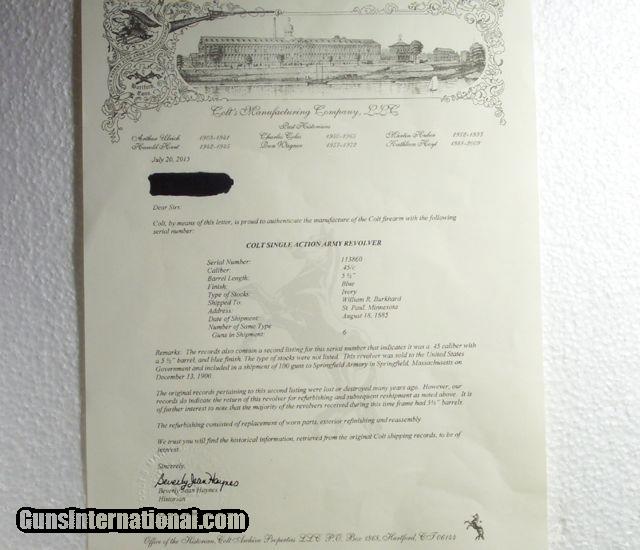 Hartford
Conn.
Colt's Manufacturing Company, LLC
Past Historians
Arthur Ulrich 1903-1941 Charlie Coles 1946-1965 Martin Huber 1952-1993
Harold Hart 1942-1945 Don Wagner 1957-1972 Kathleen Hoyt 1988-2009
July 20, 2015
Dear Sirs:
Colt, by means of this letter, is proud to authenticate the manufacture of the Colt firearm with the following
serial number:
COLT SINGLE ACTION ARMY REVOLVER
Serial Number: 113860
Caliber: .45/c
Barrel Length: 5 ½"
Finish: Blue
Type of Stocks: Ivory
Shipped To: William R. Burkhard
Address: St. Paul, Minnesota
Date of Shipment: August 18, 1885
Number of Same Type
Guns in Shipment: 6
Remarks: The records also contain a second listing for this serial number that indicates it was a .45 caliber with
a 5 ½" barrel, and blue finish. The type of stocks were not listed. This revolver was sold to the United States
Government and included in a shipment of 100 guns to Springfield Armory in Springfield, Massachusetts on
December 13, 1900.
The original records pertaining to this second listing were lost or destroyed many years ago. However, our
records do indicate the return of this revolver for refurbishing and subsequent reshipment as noted above. It is
of further interest to note that the majority of the revolvers received during this time frame had 5½" barrels.
The refurbishing consisted of replacement of worn parts, exterior refinishing and reassembly.
We trust you will find the historical information, retrieved from the original Colt shipping records, to be of
interest.
Sincerely,
Beverly Jean Haynes
Beverly Jean Haynes
Historian
GunsInternational.com
Office of the Historian, Colt Archive Properties LLC P.O. Box 1868, Hartford, CT 06144